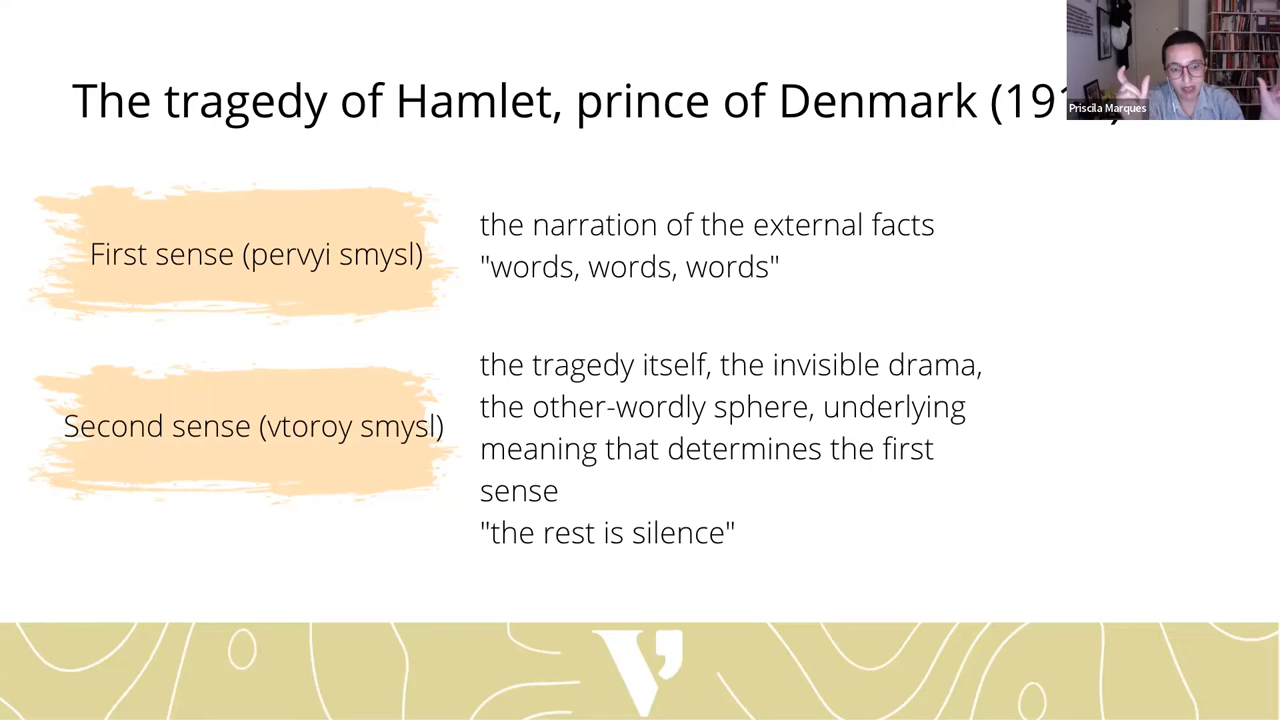 The tragedy of Hamlet, prince of Denmark (19
Priscila Marques
First sense (pervyi smysl)
the narration of the external facts
"words, words, words"
Second sense (vtoroy smysl)
the tragedy itself, the invisible drama,
the other-wordly sphere, underlying
meaning that determines the first
sense
"the rest is silence"
V